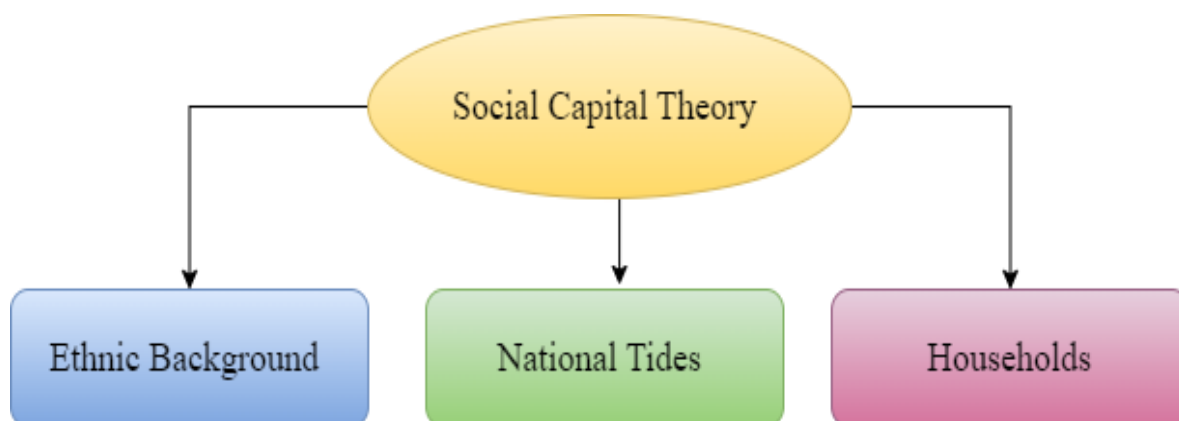 Social Capital Theory
Ethnic Background
National Tides
Households